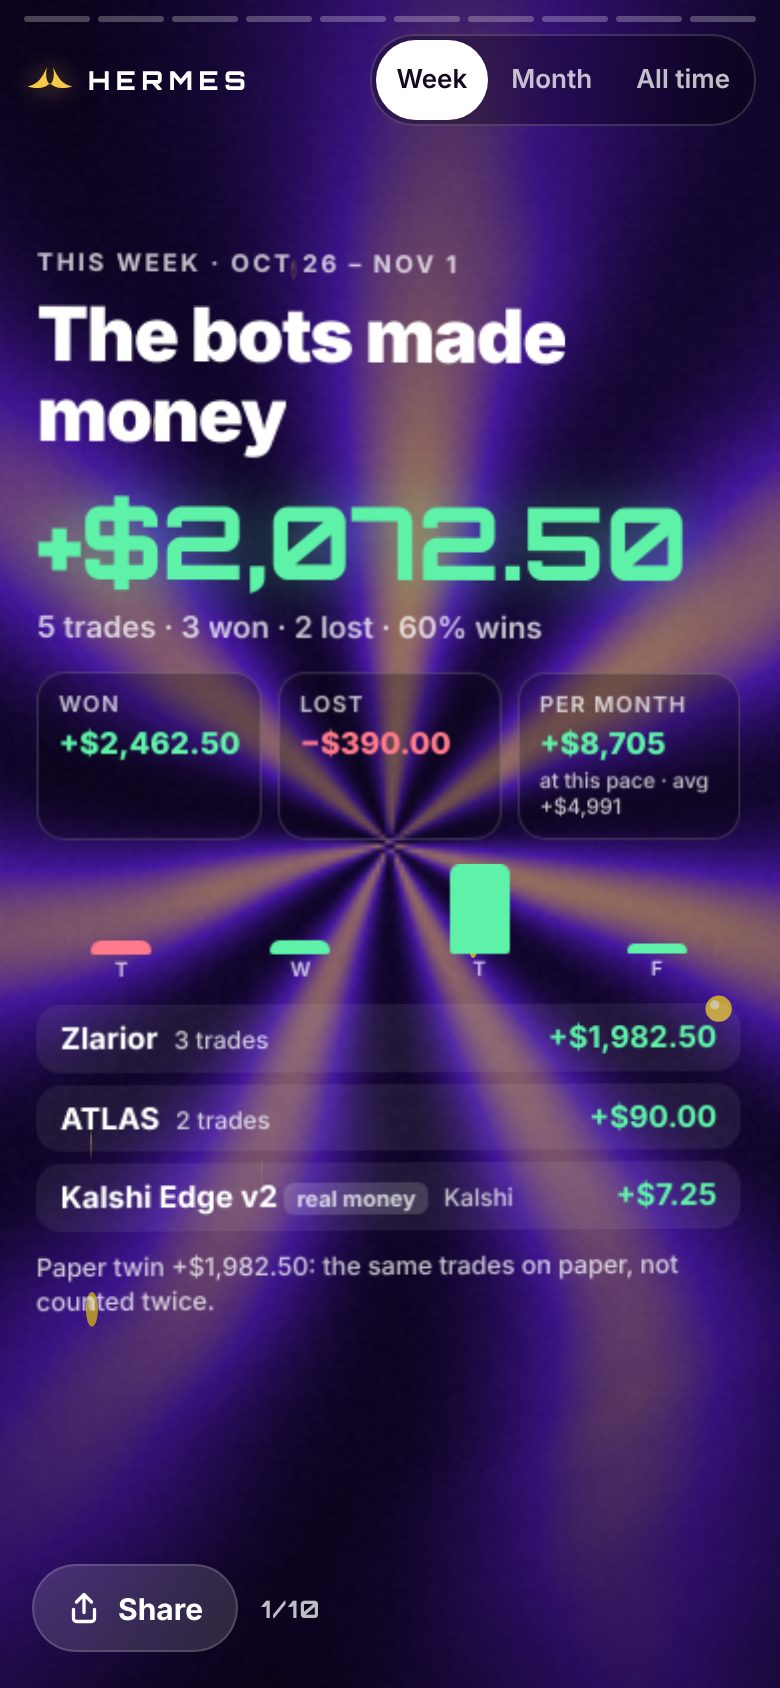 HERMES
Week Month All time
THIS WEEK · OCT 26 – NOV 1
The bots made
money
+$2,072.50
5 trades · 3 won · 2 lost · 60% wins
WON
+$2,462.50
LOST
−$390.00
PER MONTH
+$8,705
at this pace · avg
+$4,991
T W T F
Zlarior 3 trades +$1,982.50
ATLAS 2 trades +$90.00
Kalshi Edge v2 real money Kalshi +$7.25
Paper twin +$1,982.50: the same trades on paper, not
counted twice.
Share 1/10